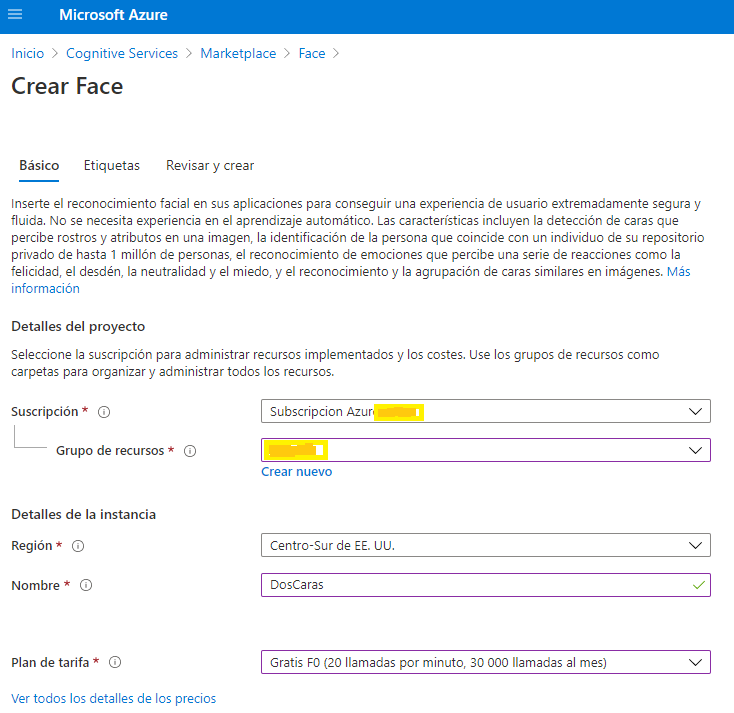 Microsoft Azure
Inicio > Cognitive Services > Marketplace > Face >
Crear Face
Básico Etiquetas Revisar y crear
Inserte el reconocimiento facial en sus aplicaciones para conseguir una experiencia de usuario extremadamente segura y
fluida. No se necesita experiencia en el aprendizaje automático. Las características incluyen la detección de caras que
percibe rostros y atributos en una imagen, la identificación de la persona que coincide con un individuo de su repositorio
privado de hasta 1 millón de personas, el reconocimiento de emociones que percibe una serie de reacciones como la
felicidad, el desdén, la neutralidad y el miedo, y el reconocimiento y la agrupación de caras similares en imágenes. Más
información
Detalles del proyecto
Seleccione la suscripción para administrar recursos implementados y los costes. Use los grupos de recursos como
carpetas para organizar y administrar todos los recursos.
Suscripción * Subscripcion Azur
Grupo de recursos *
Crear nuevo
Detalles de la instancia
Región * Centro-Sur de EE. UU.
Nombre * DosCaras
Plan de tarifa * Gratis F0 (20 llamadas por minuto, 30 000 llamadas al mes)
Ver todos los detalles de los precios